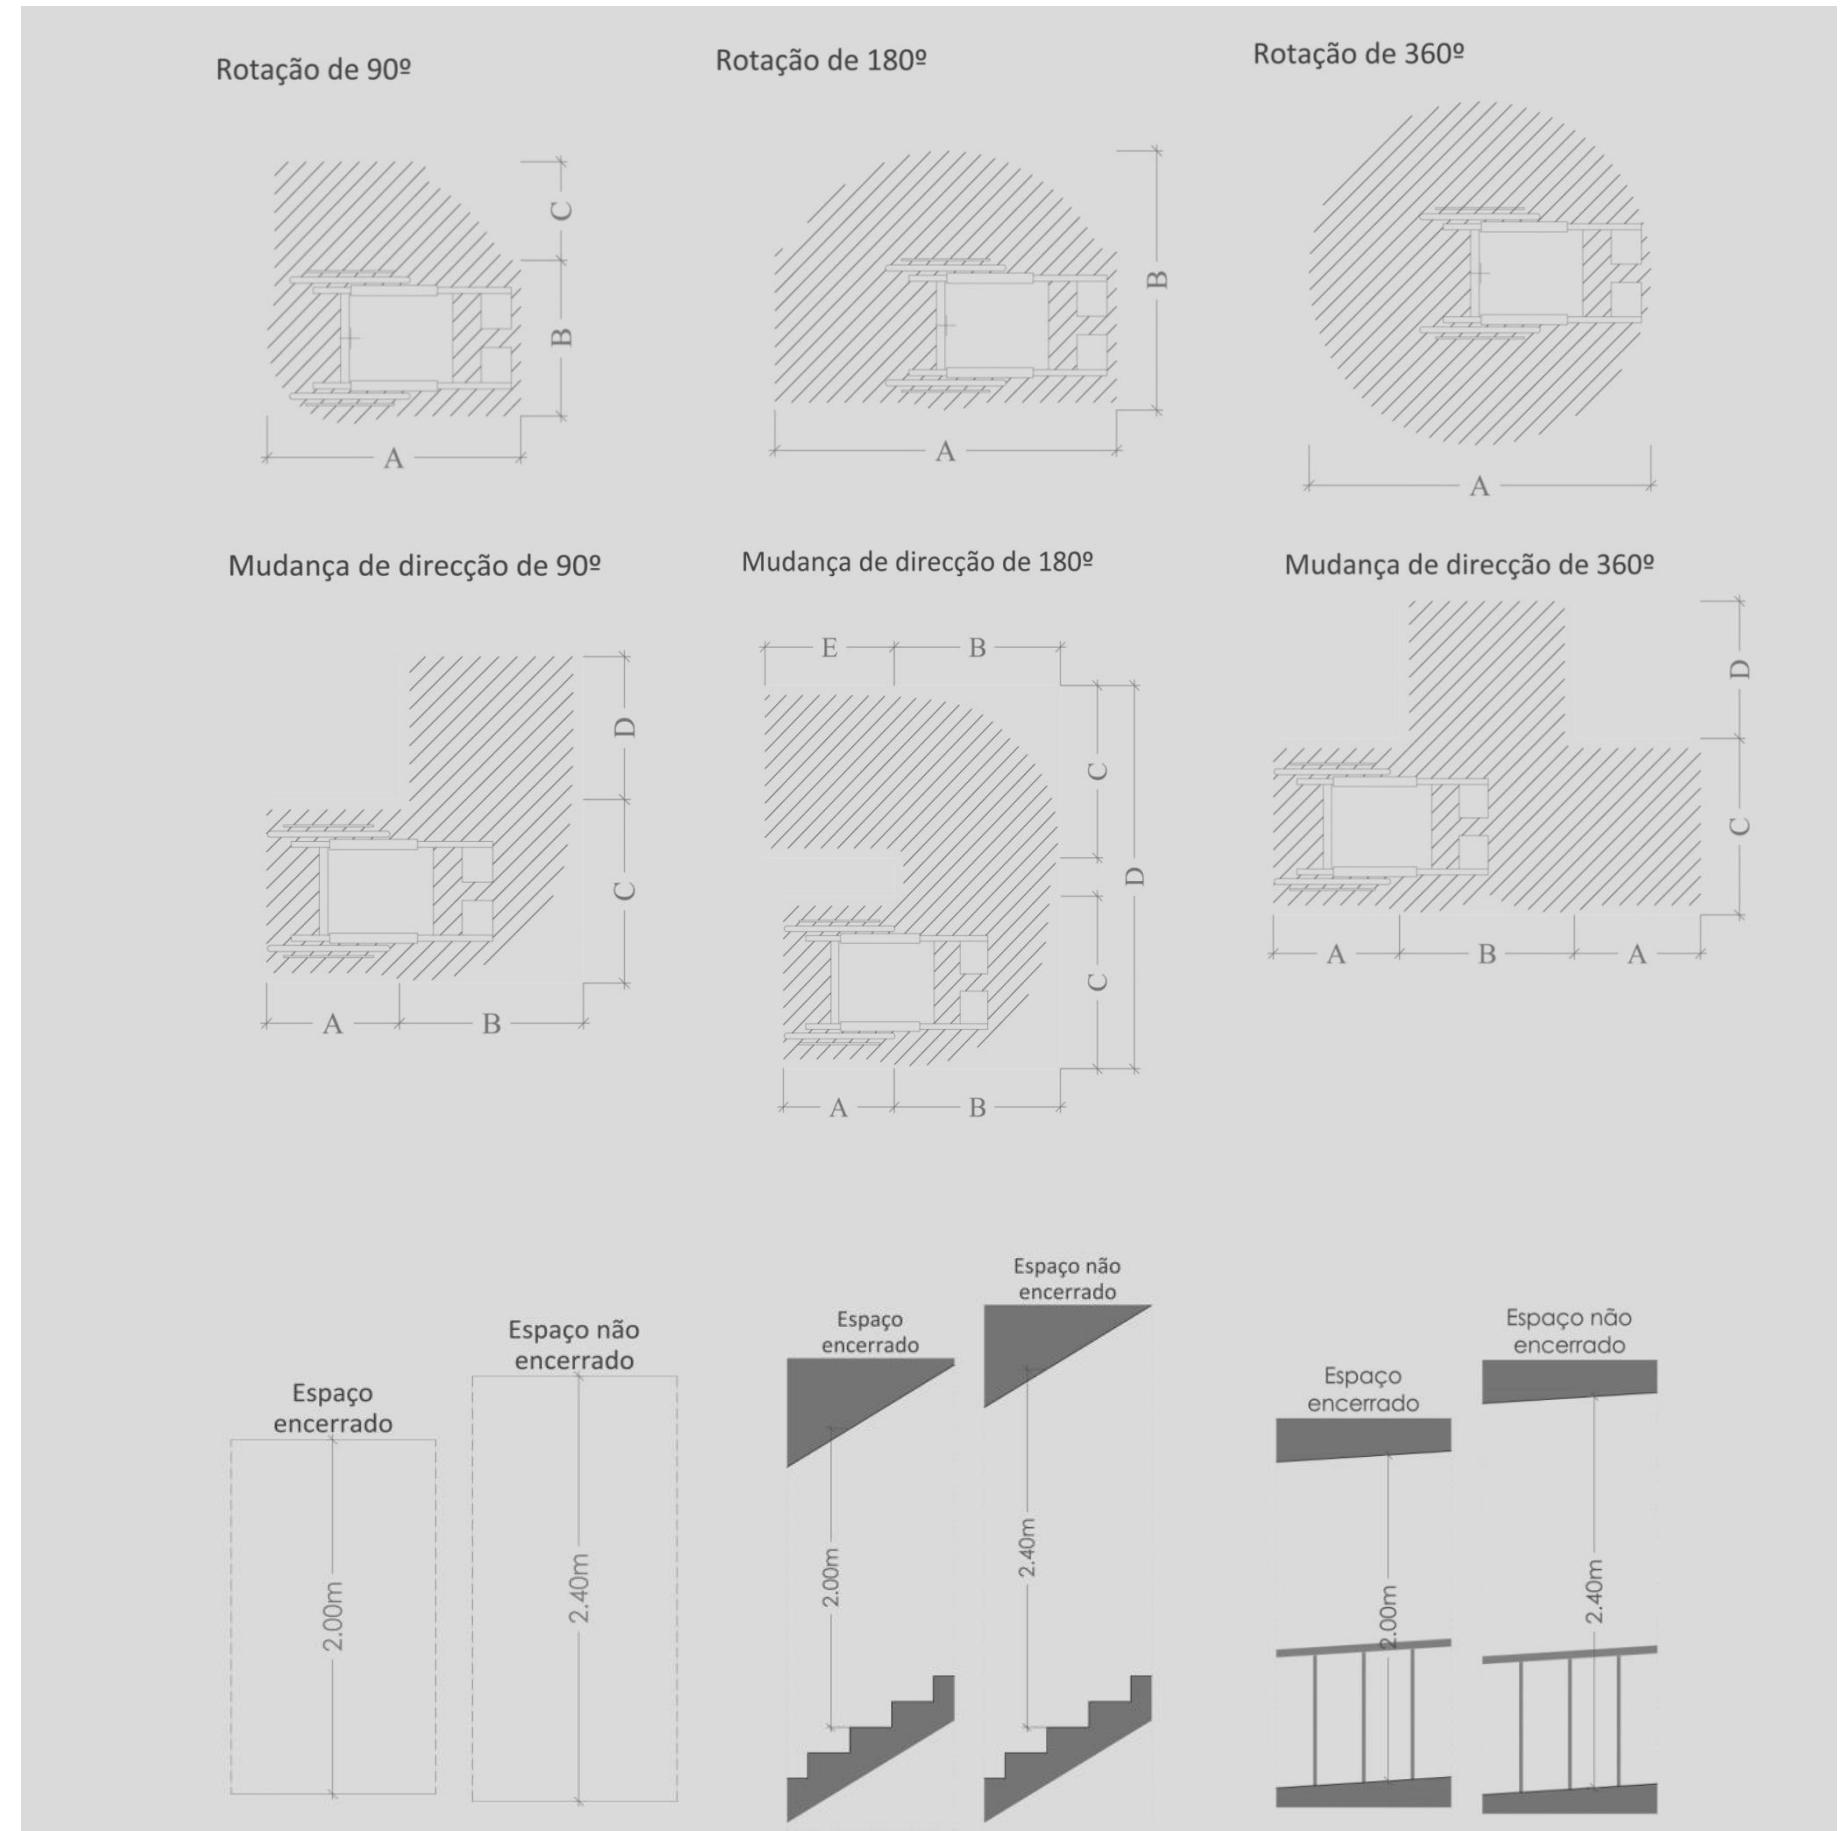 Rotação de 90º
Rotação de 180º
Rotação de 360º
C
B
A
B
A
A
Mudança de direcção de 90º
Mudança de direcção de 180º
Mudança de direcção de 360º
D
C
A
B
E
B
C
D
C
A
B
D
C
A
B
A
Espaço
encerrado
2.00m
Espaço não
encerrado
2.40m
Espaço
encerrado
2.00m
Espaço não
encerrado
2.40m
Espaço
encerrado
2.00m
Espaço não
encerrado
2.40m